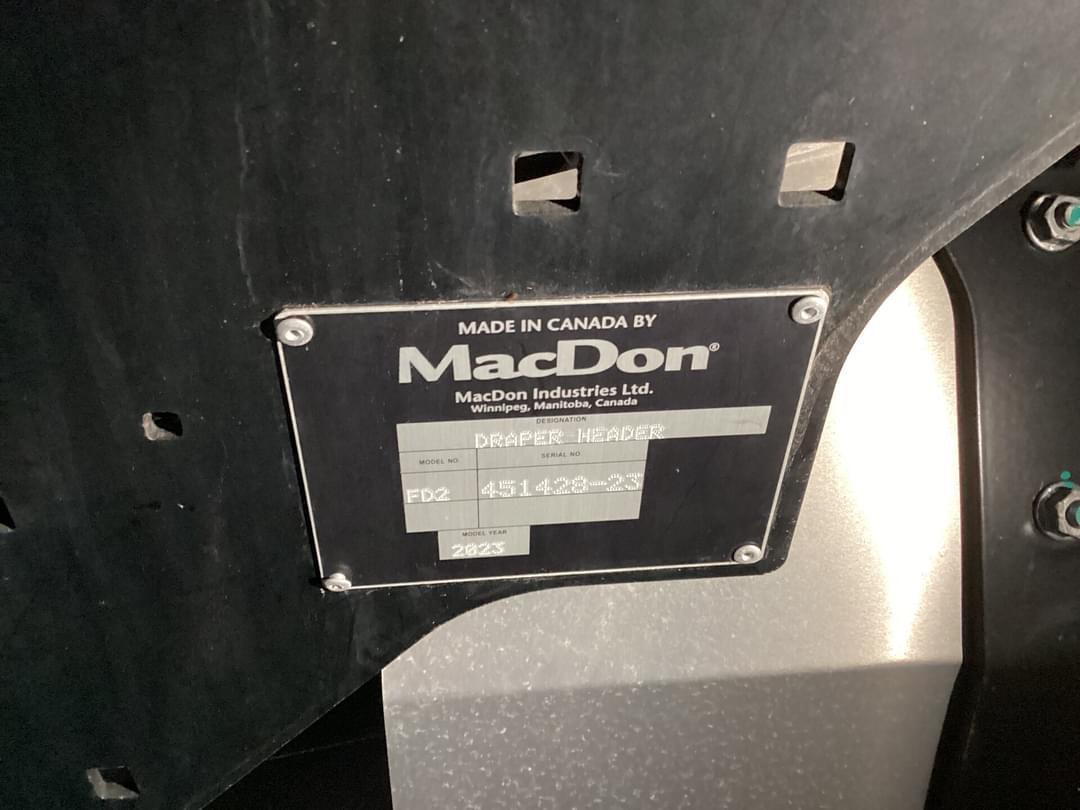 MADE IN CANADA BY
MacDon®
MacDon Industries Ltd.
Winnipeg, Manitoba, Canada
DESIGNATION
DRAPER HEADER
MODEL NO. SERIAL NO.
FD2 451428-23
MODEL YEAR
2023